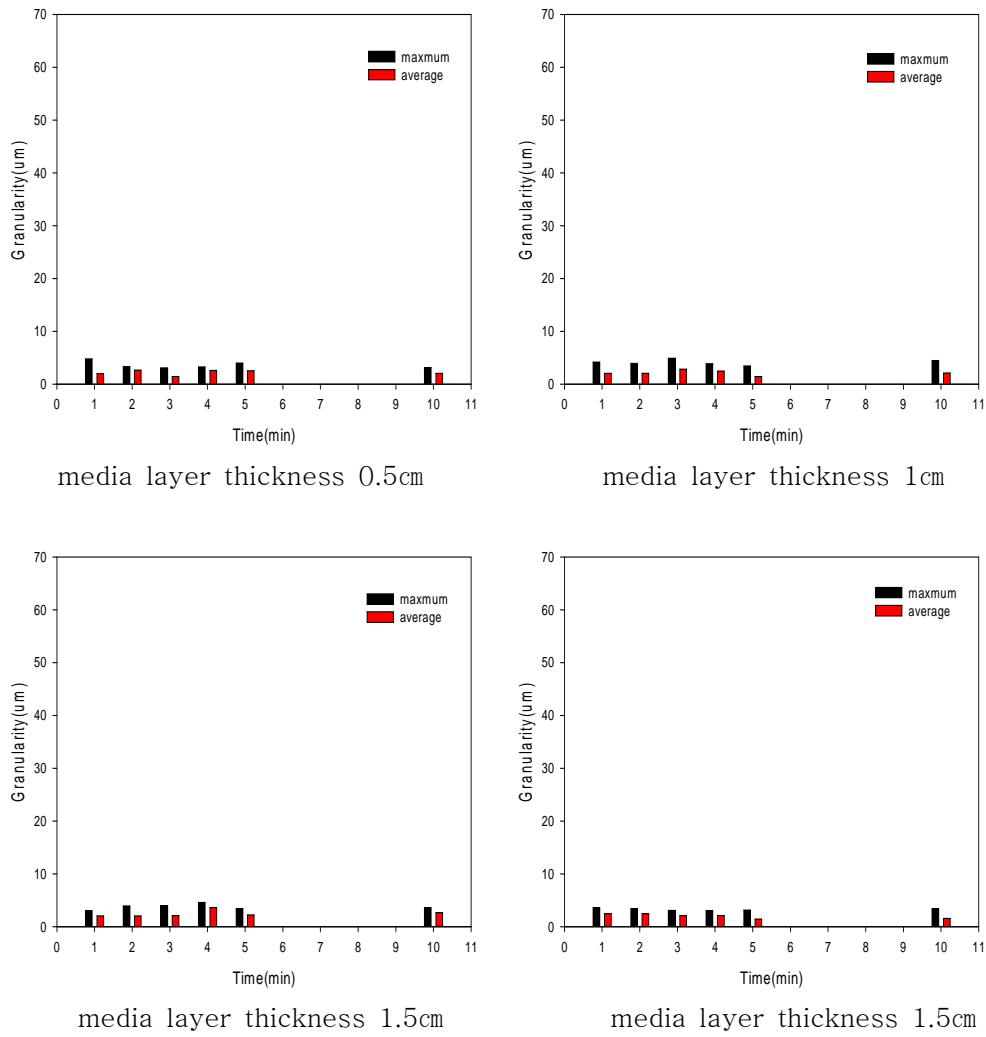 70
60
50
40
30
20
10
0
Granularity(um)
maxmum
average
0 1 2 3 4 5 6 7 8 9 10 11
Time(min)
media layer thickness 0.5㎝
70
60
50
40
30
20
10
0
Granularity(um)
maxmum
average
0 1 2 3 4 5 6 7 8 9 10 11
Time(min)
media layer thickness 1㎝
70
60
50
40
30
20
10
0
Granularity(um)
maxmum
average
0 1 2 3 4 5 6 7 8 9 10 11
Time(min)
media layer thickness 1.5㎝
70
60
50
40
30
20
10
0
Granularity(um)
maxmum
average
0 1 2 3 4 5 6 7 8 9 10 11
Time(min)
media layer thickness 1.5㎝